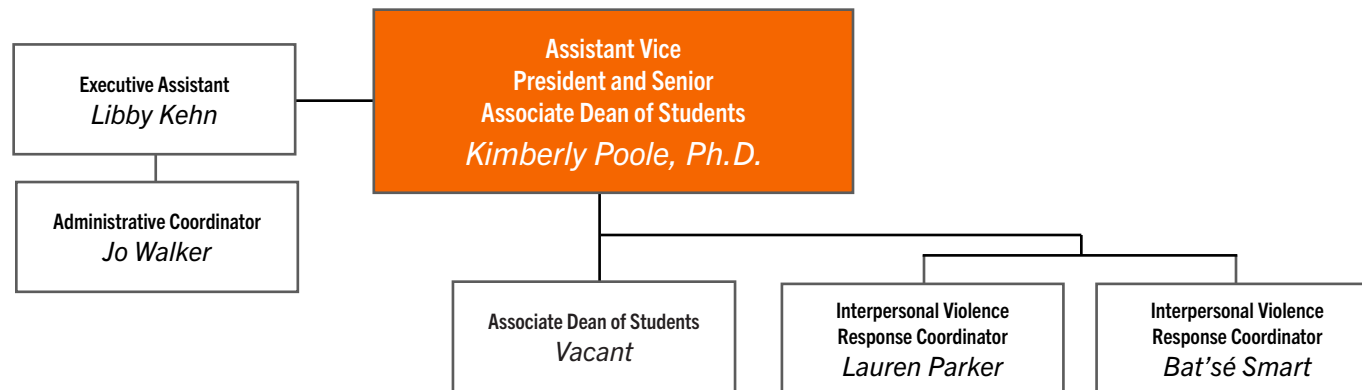 Assistant Vice
President and Senior
Associate Dean of Students
Kimberly Poole, Ph.D.
Executive Assistant
Libby Kehn
Administrative Coordinator
Jo Walker
Associate Dean of Students
Vacant
Interpersonal Violence
Response Coordinator
Lauren Parker
Interpersonal Violence
Response Coordinator
Bat’sé Smart